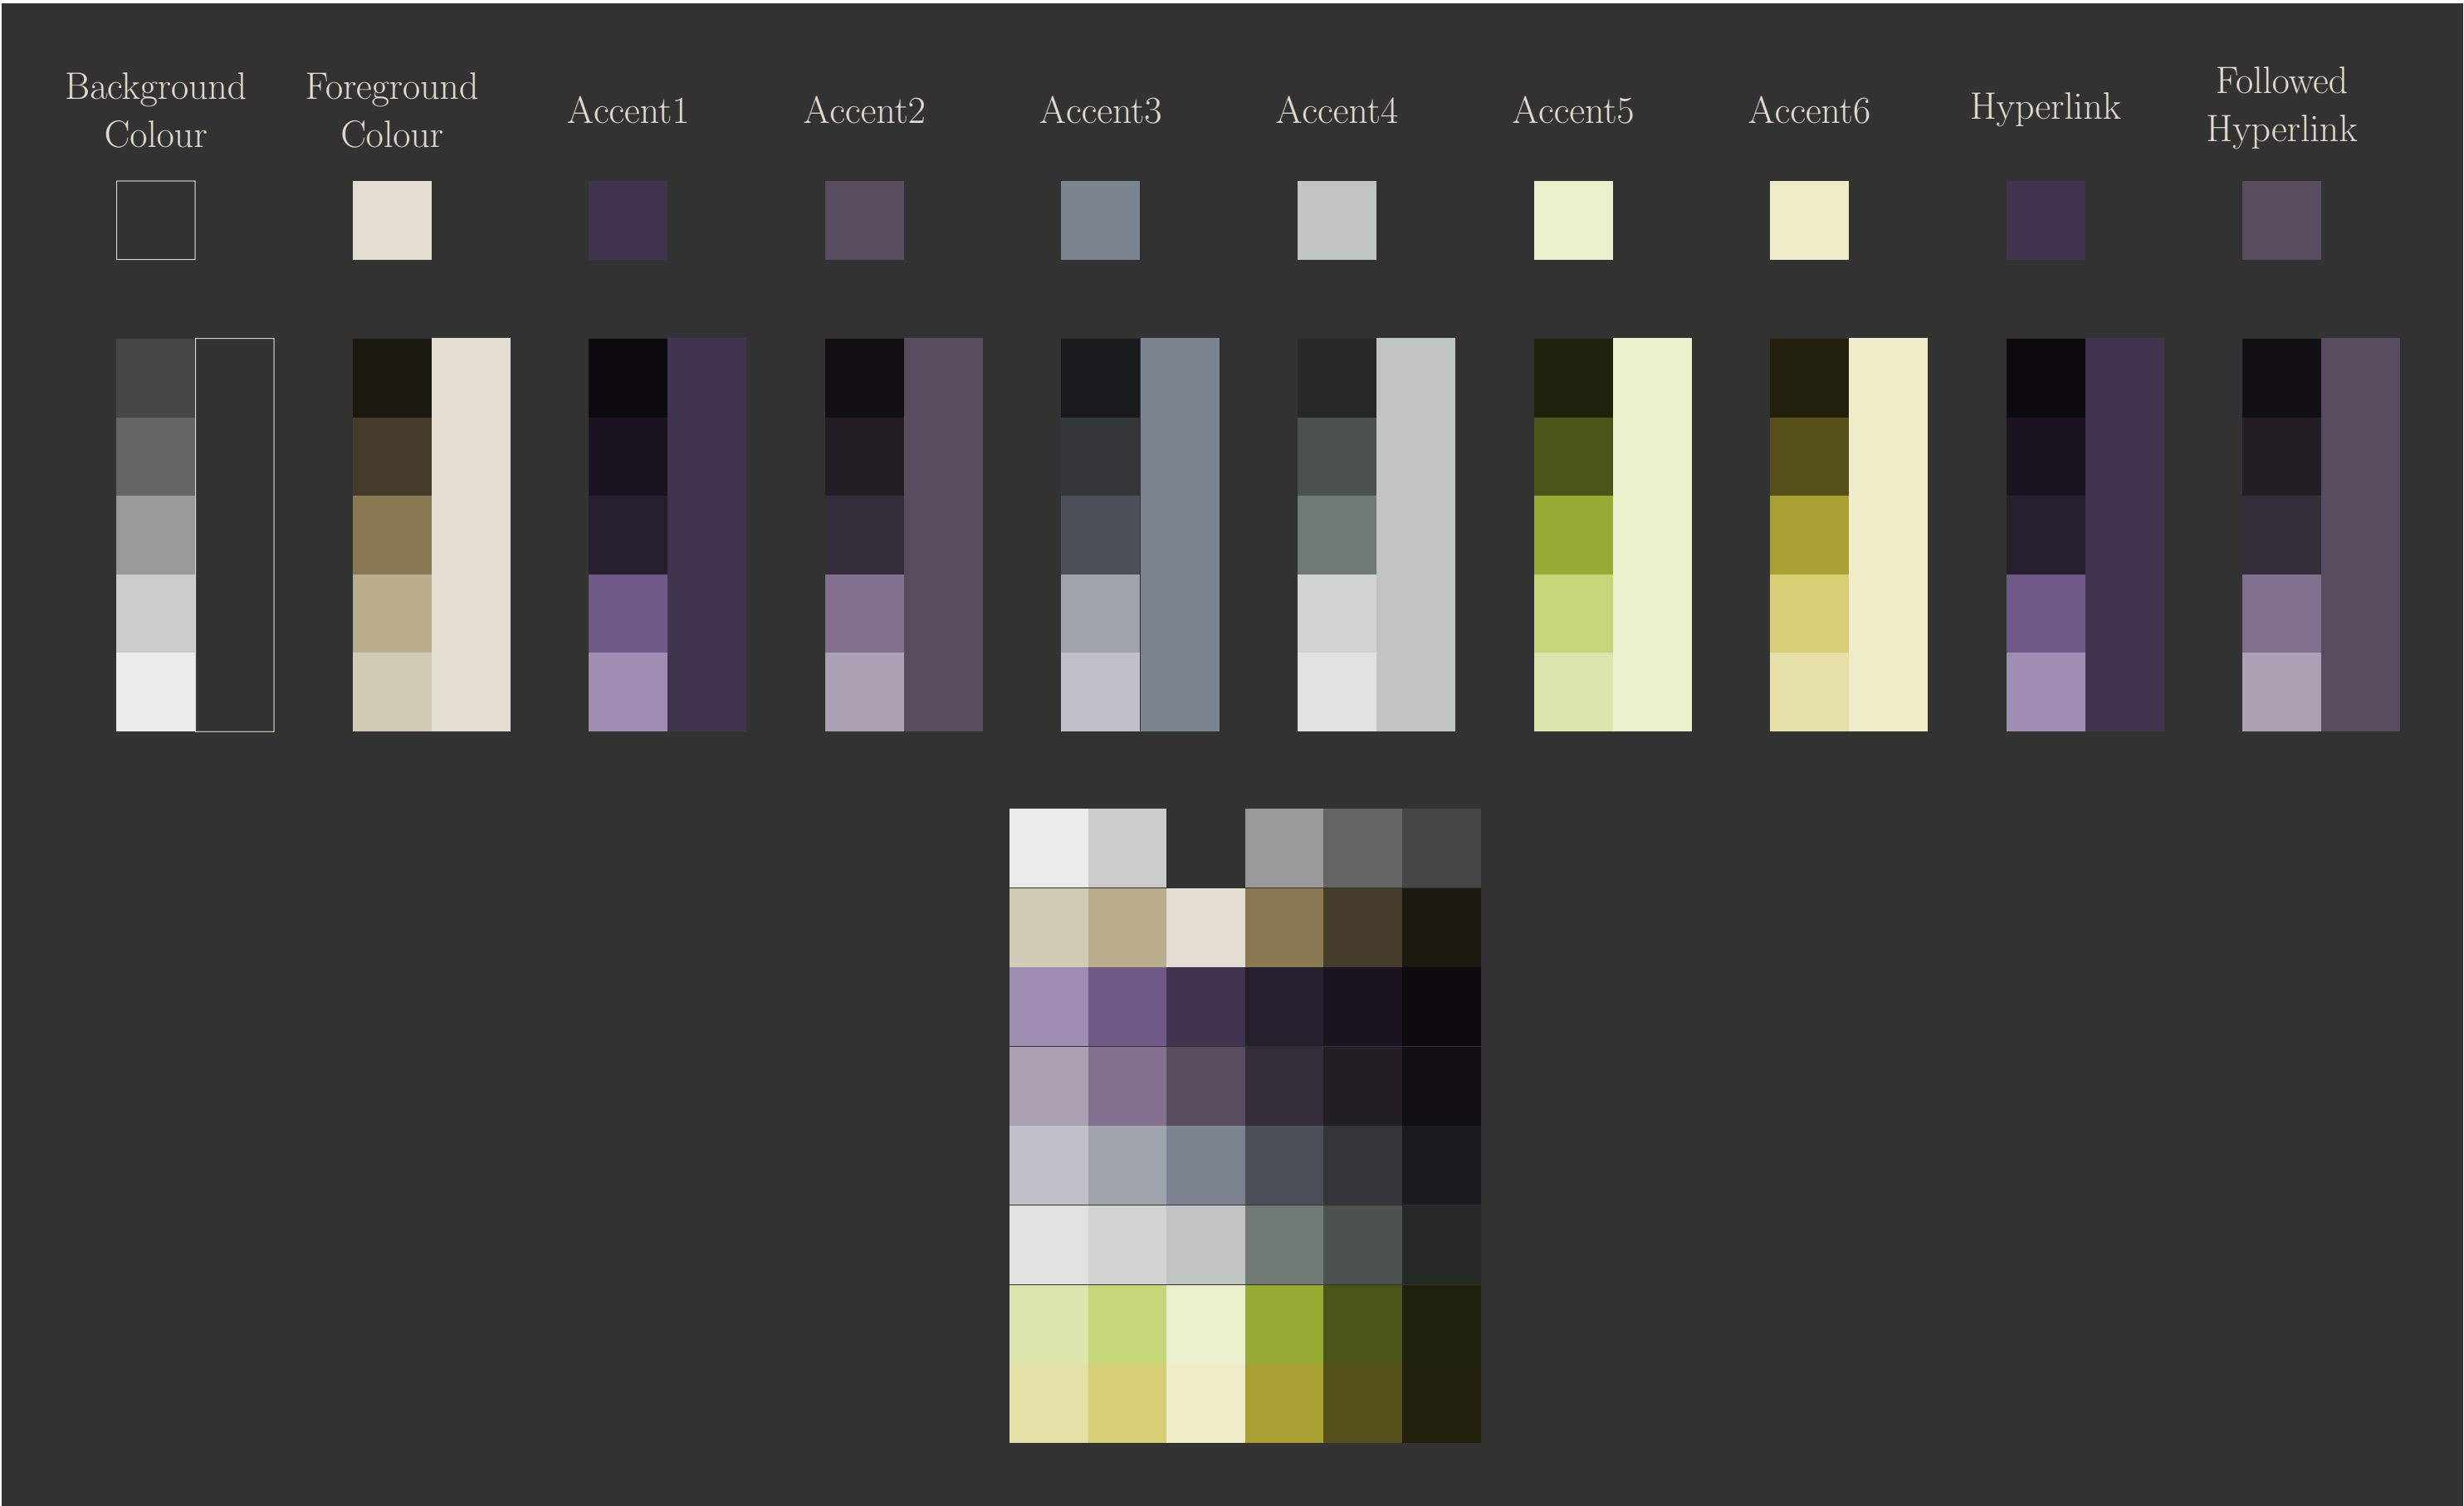 Background
Colour
Foreground
Colour
Accent1
Accent2
Accent3
Accent4
Accent5
Accent6
Hyperlink
Followed
Hyperlink